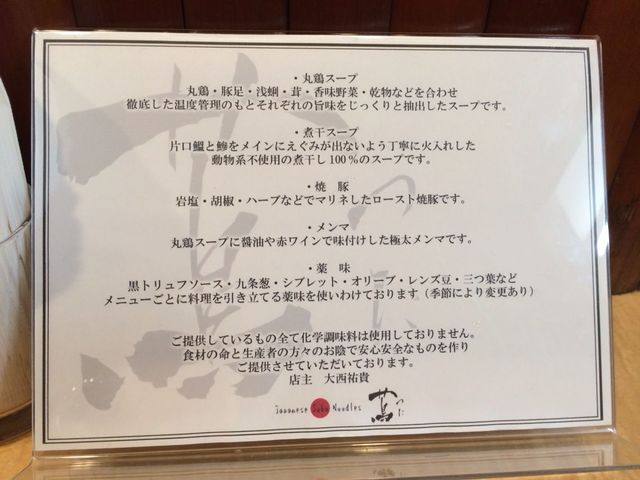 ・丸鶏スープ
丸鶏・豚足・浅蜊・茸・香味野菜・乾物などを合わせ
徹底した温度管理のもとそれぞれの旨味をじっくりと抽出したスープです。
・煮干スープ
片口鰮と鯵をメインにえぐみが出ないよう丁寧に火入れした
動物系不使用の煮干し100%のスープです。
・焼 豚
岩塩・胡椒・ハーブなどでマリネしたロースト焼豚です。
・メンマ
丸鶏スープに醤油や赤ワインで味付けした極太メンマです。
・薬 味
黒トリュフソース・九条葱・シブレット・オリーブ・レンズ豆・三つ葉など
メニューごとに料理を引き立てる薬味を使いわけております（季節により変更あり）
ご提供しているもの全て化学調味料は使用しておりません。
食材の命と生産者の方々のお陰で安心安全なものを作り
ご提供させていただいております。
店主 大西祐貴
Japanese Soba Noodles 蔦 つた